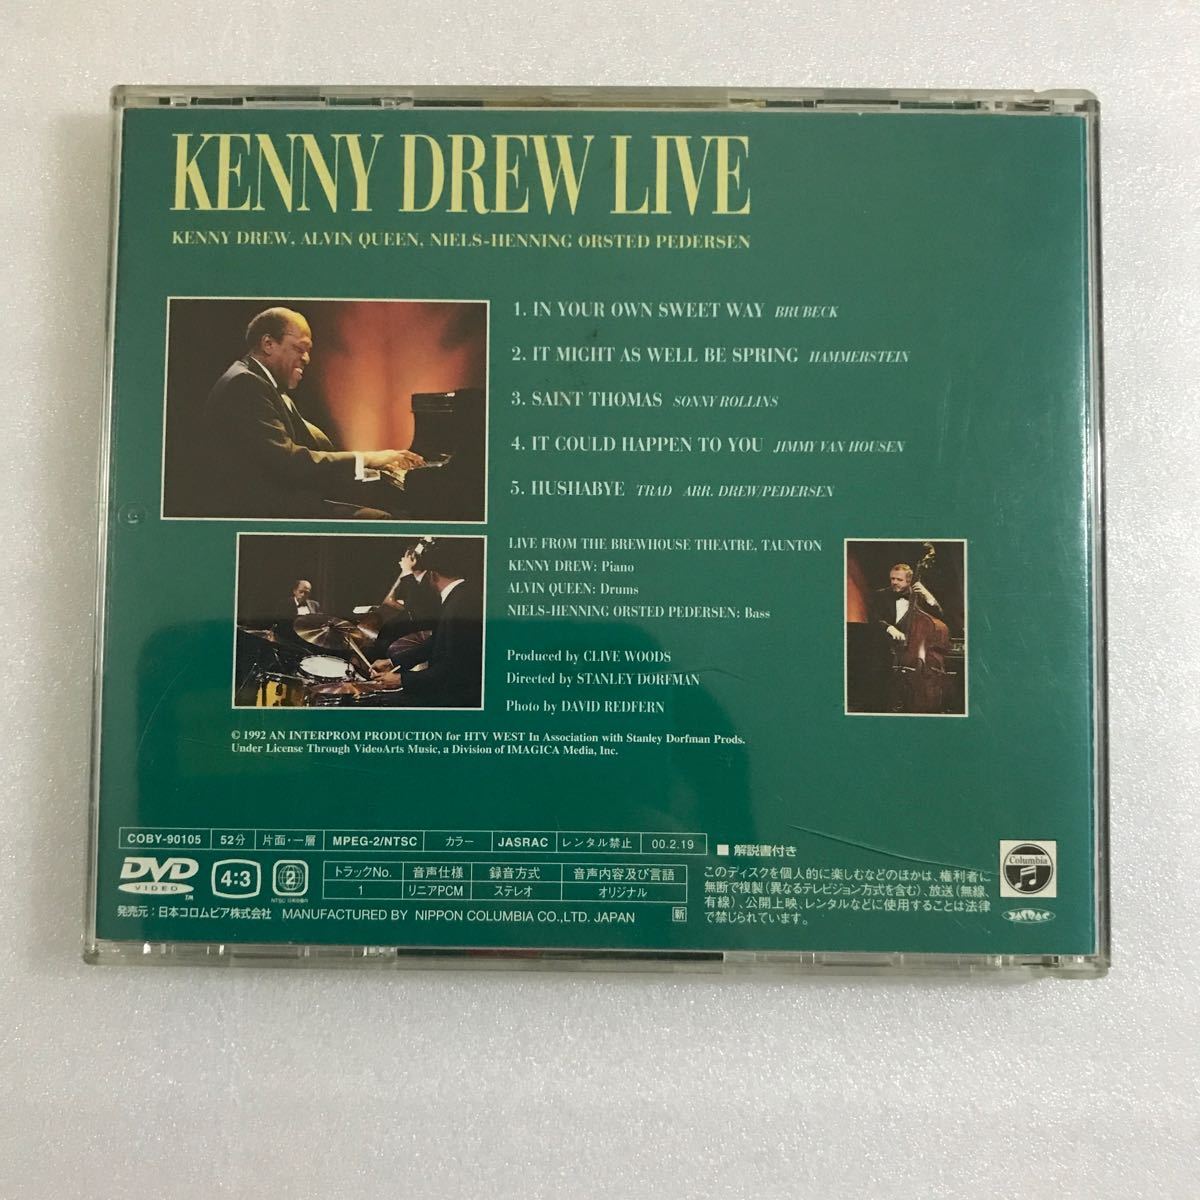 KENNY DREW LIVE
KENNY DREW, ALVIN QUEEN, NIELS-HENNING ORSTED PEDERSEN
1. IN YOUR OWN SWEET WAY BRUBECK
2. IT MIGHT AS WELL BE SPRING HAMMERSTEIN
3. SAINT THOMAS SONNY ROLLINS
4. IT COULD HAPPEN TO YOU JIMMY VAN HOUSEN
5. HUSHABYE TRAD ARR. DREW/PEDERSEN
LIVE FROM THE BREWHOUSE THEATRE, TAUNTON
KENNY DREW: Piano
ALVIN QUEEN: Drums
NIELS-HENNING ORSTED PEDERSEN: Bass
Produced by CLIVE WOODS
Directed by STANLEY DORFMAN
Photo by DAVID REDFERN
© 1992 AN INTERPROM PRODUCTION for HTV WEST In Association with Stanley Dorfman Prods.
Under License Through VideoArts Music, a Division of IMAGICA Media, Inc.
COBY-90105 52分 片面・一層 MPEG-2/NTSC カラー JASRAC レンタル禁止 00.2.19
■ 解説書付き
DVD VIDEO TM
4:3
2
NTSC 日本国内向
トラックNo. 音声仕様 録音方式 音声内容及び言語
1 リニアPCM ステレオ オリジナル
発売元:日本コロムビア株式会社 MANUFACTURED BY NIPPON COLUMBIA CO.,LTD. JAPAN
新
このディスクを個人的に楽しむなどのほかは、権利者に
無断で複製(異なるテレビジョン方式を含む)、放送(無線、
有線)、公開上映、レンタルなどに使用することは法律
で禁じられています。
Columbia
JASRAC